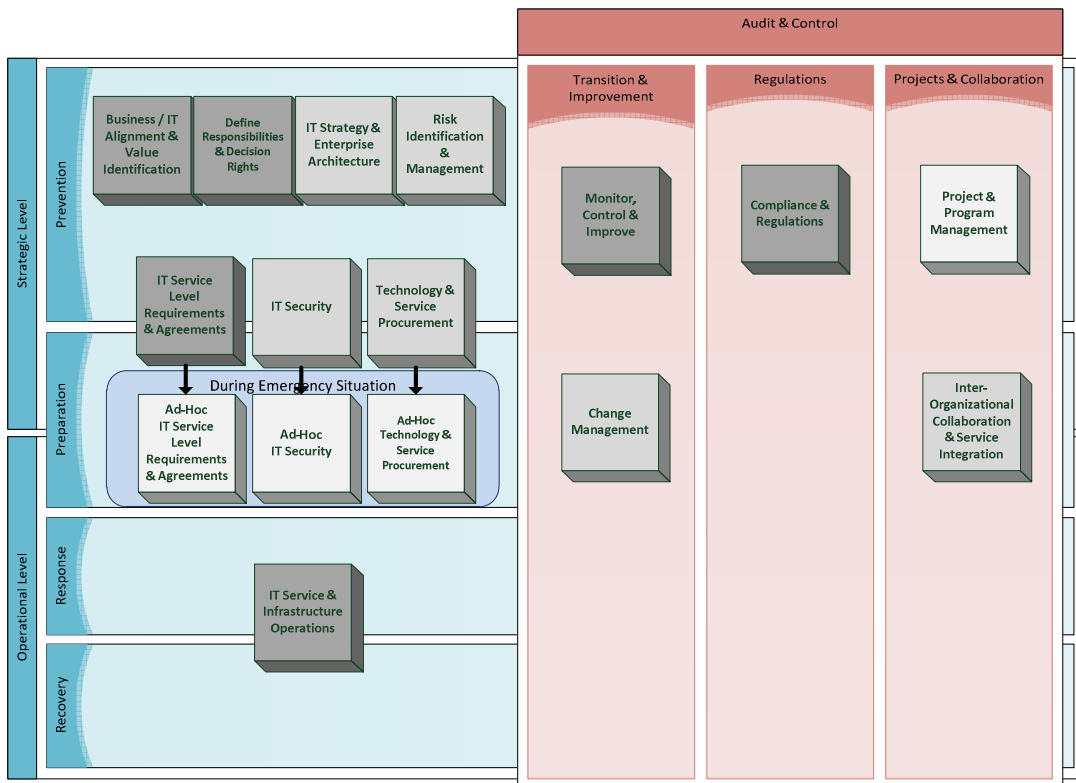 Audit & Control
Transition &
Improvement
Regulations
Projects & Collaboration
Strategic Level
Prevention
Business / IT
Alignment &
Value
Identification
Define
Responsibilities
& Decision
Rights
IT Strategy &
Enterprise
Architecture
Risk
Identification
&
Management
Monitor,
Control &
Improve
Compliance &
Regulations
Project &
Program
Management
IT Service
Level
Requirements
& Agreements
IT Security
Technology &
Service
Procurement
Preparation
During Emergency Situation
Ad-Hoc
IT Service
Level
Requirements
& Agreements
Ad-Hoc
IT Security
Ad-Hoc
Technology &
Service
Procurement
Change
Management
Inter-
Organizational
Collaboration
& Service
Integration
Operational Level
Response
IT Service &
Infrastructure
Operations
Recovery